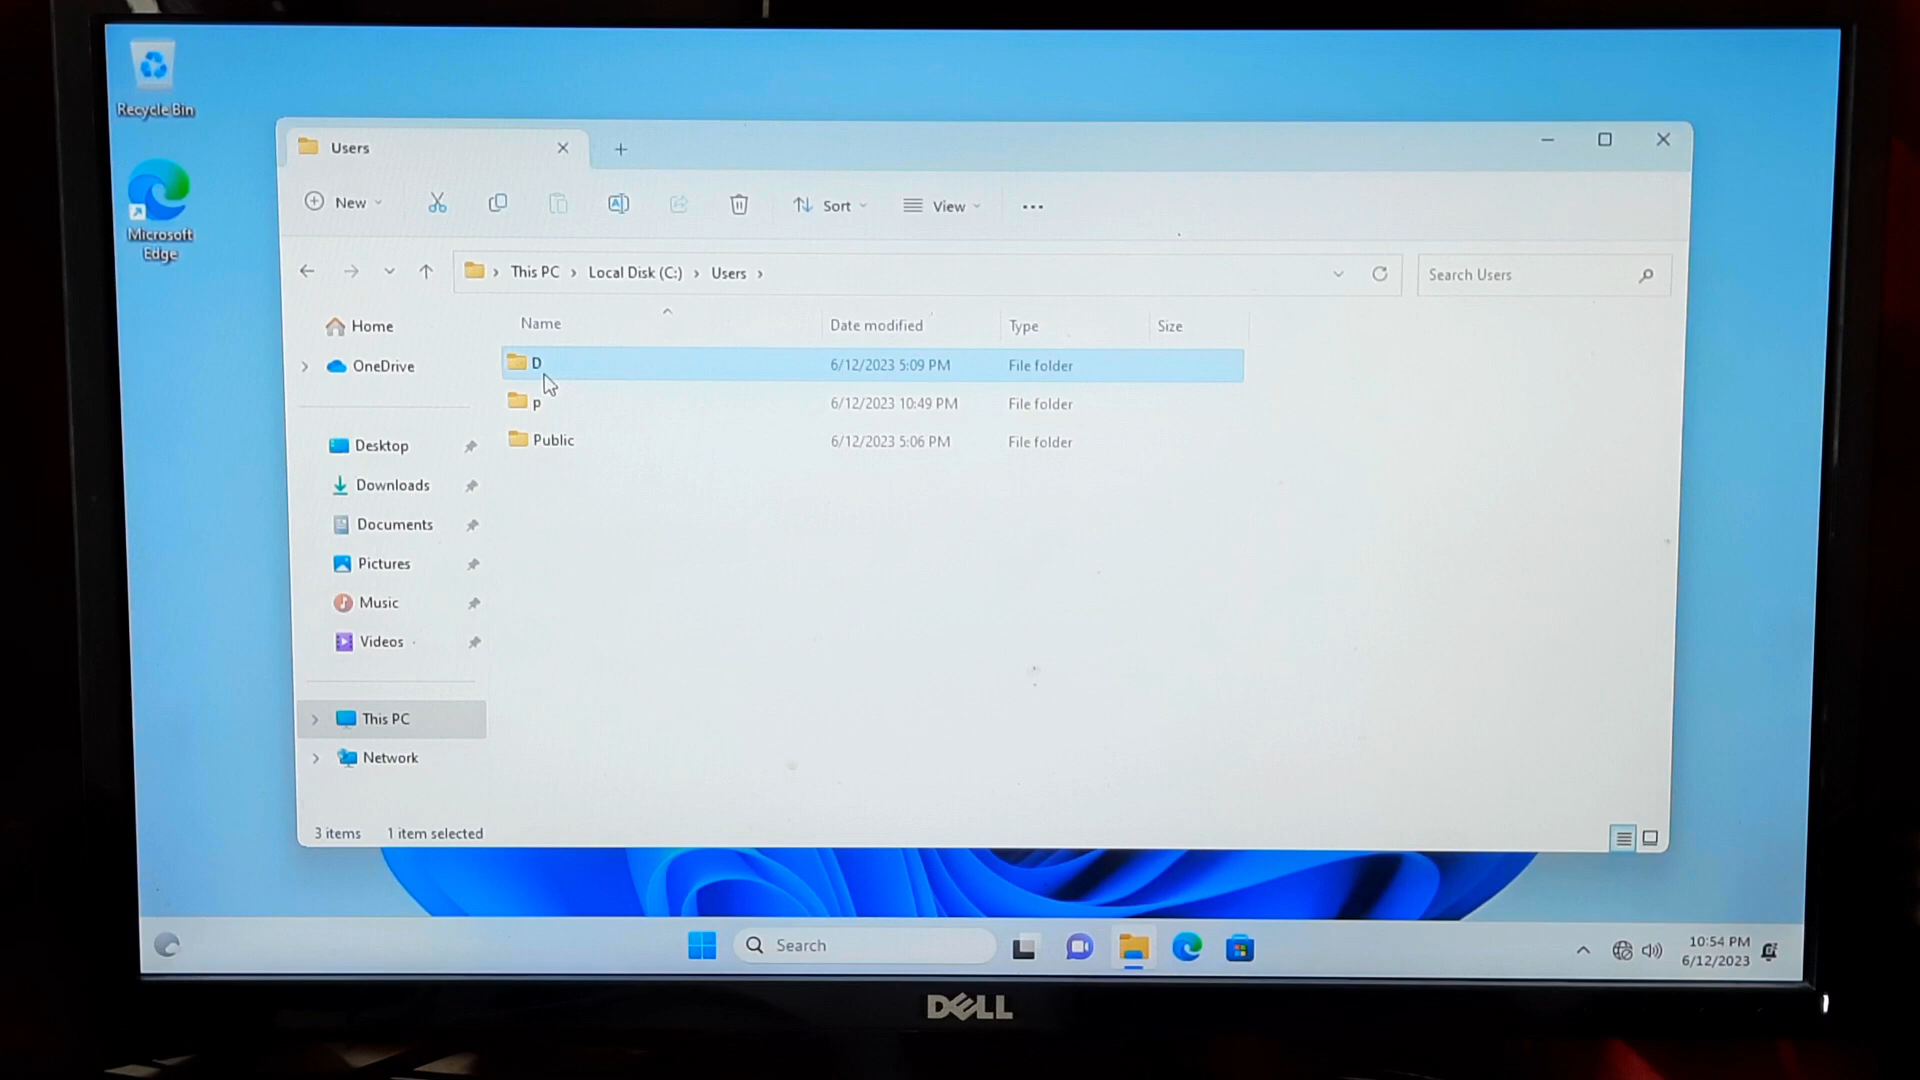 Recycle Bin
Microsoft
Edge
Users
New
Sort
View
This PC
Local Disk (C:)
Users
Search Users
Home
OneDrive
Desktop
Downloads
Documents
Pictures
Music
Videos
This PC
Network
Name Date modified Type Size
D 6/12/2023 5:09 PM File folder
p 6/12/2023 10:49 PM File folder
Public 6/12/2023 5:06 PM File folder
3 items 1 item selected
Search
10:54 PM
6/12/2023
DELL